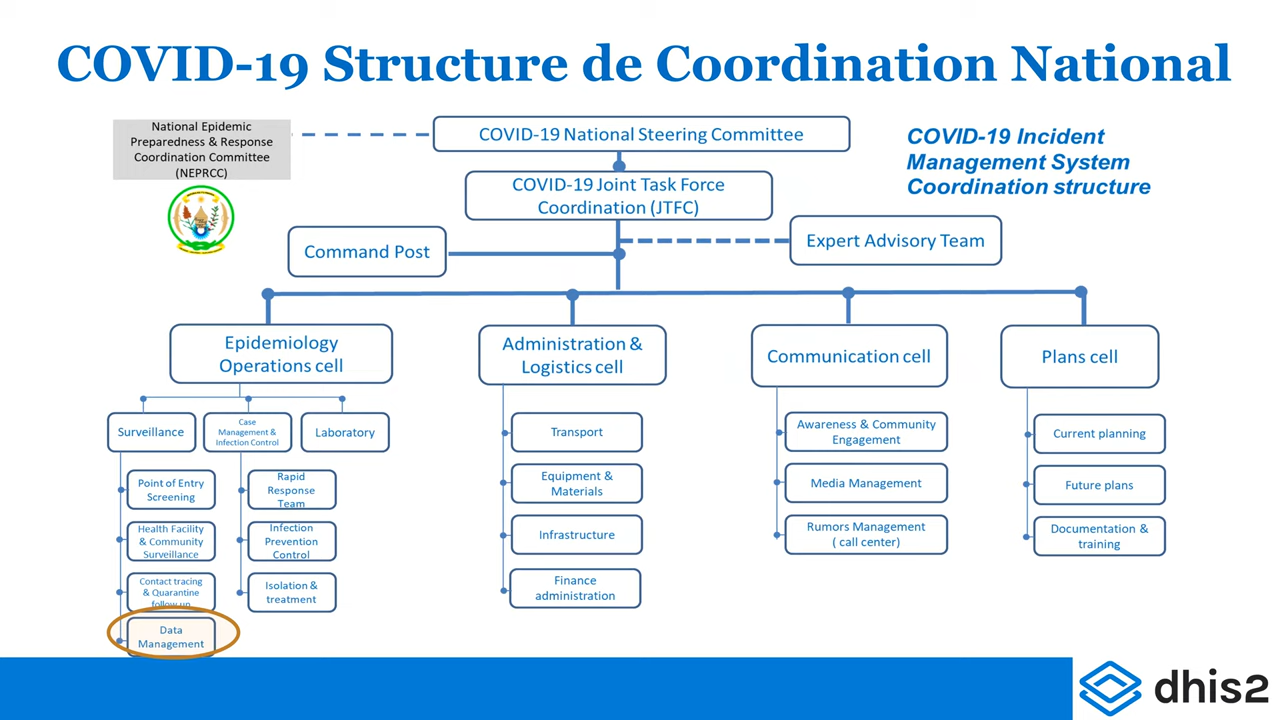 COVID-19 Structure de Coordination National
National Epidemic
Preparedness & Response
Coordination Committee
(NEPRCC)
COVID-19 National Steering Committee
COVID-19 Incident
Management System
Coordination structure
COVID-19 Joint Task Force
Coordination (JTFC)
Command Post
Expert Advisory Team
Epidemiology
Operations cell
Administration &
Logistics cell
Communication cell
Plans cell
Surveillance
Case
Management &
Infection Control
Laboratory
Point of Entry
Screening
Health Facility
& Community
Surveillance
Contact tracing
& Quarantine
follow up
Data
Management
Rapid
Response
Team
Infection
Prevention
Control
Isolation &
treatment
Transport
Equipment &
Materials
Infrastructure
Finance
administration
Awareness & Community
Engagement
Media Management
Rumors Management
( call center)
Current planning
Future plans
Documentation &
training
dhis2